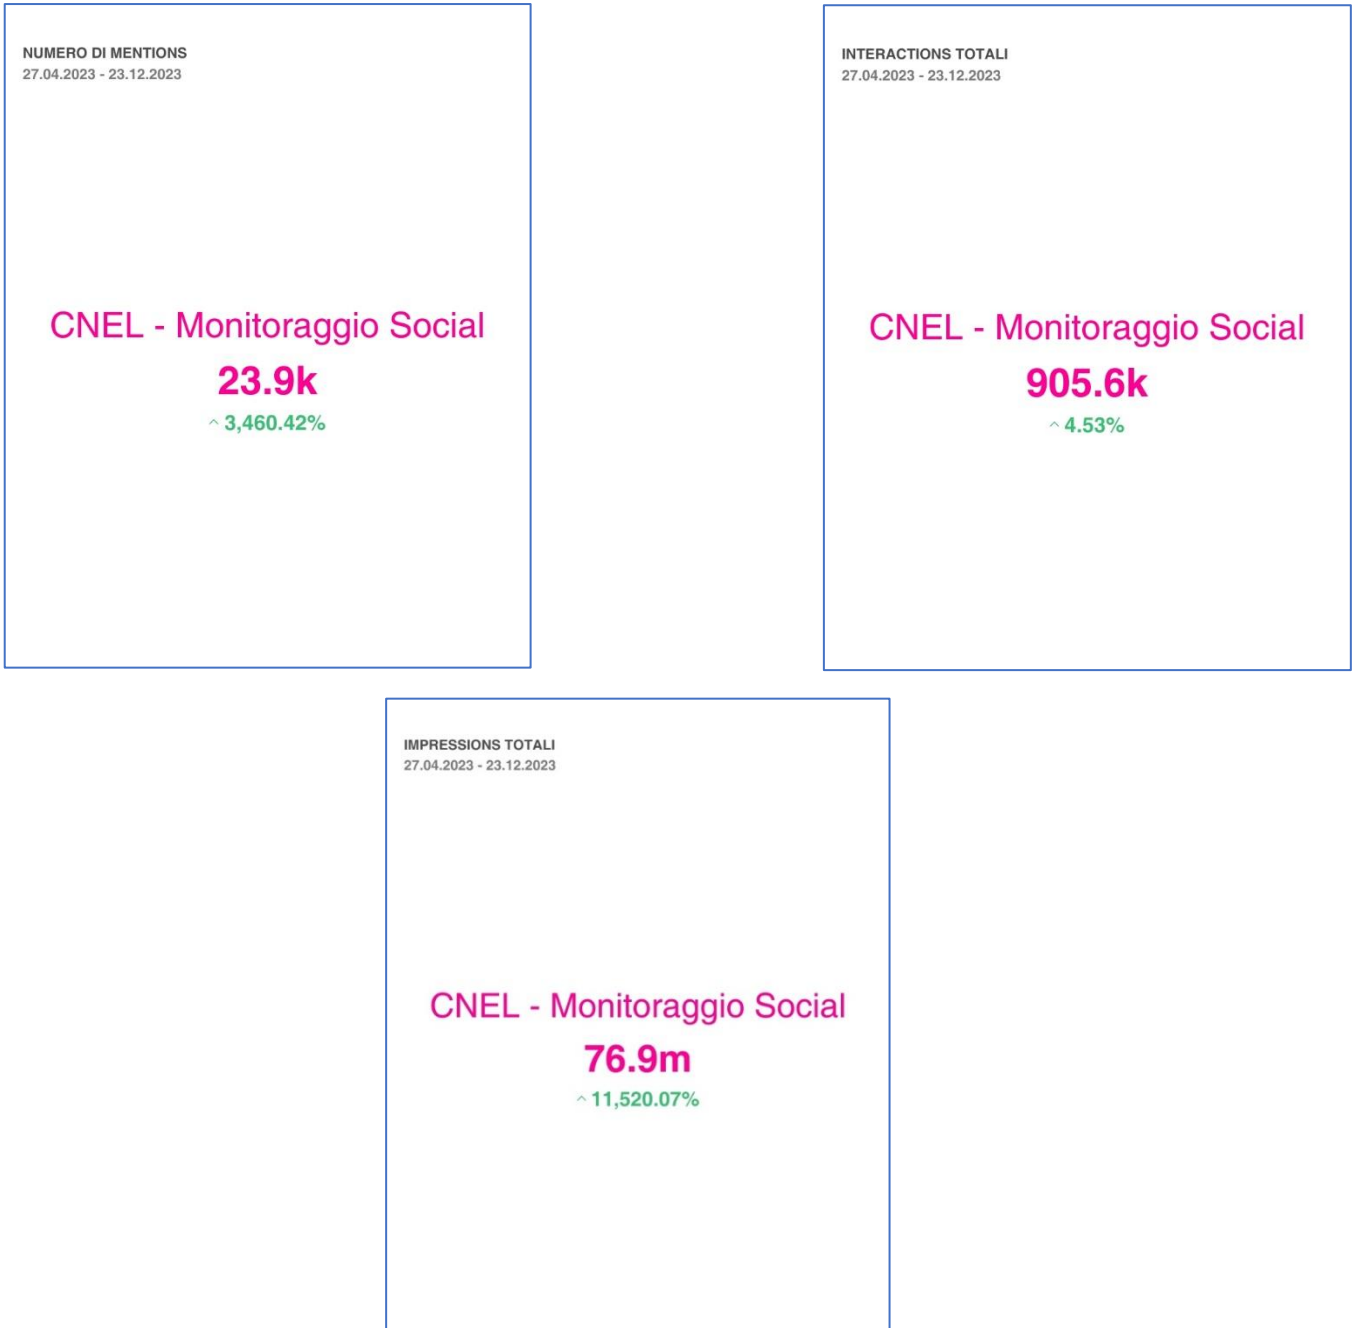 NUMERO DI MENTIONS
27.04.2023 - 23.12.2023
CNEL - Monitoraggio Social
23.9k
^ 3,460.42%
INTERACTIONS TOTALI
27.04.2023 - 23.12.2023
CNEL - Monitoraggio Social
905.6k
^ 4.53%
IMPRESSIONS TOTALI
27.04.2023 - 23.12.2023
CNEL - Monitoraggio Social
76.9m
^ 11,520.07%